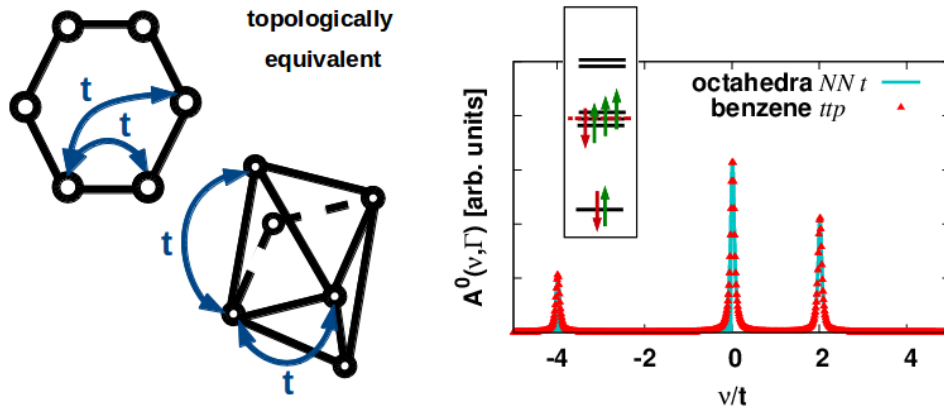 topologically
equivalent
t
t
t
t
octahedra NN t
benzene ttp
A⁰(ν,Γ) [arb. units]
-4
-2
0
2
4
ν/t